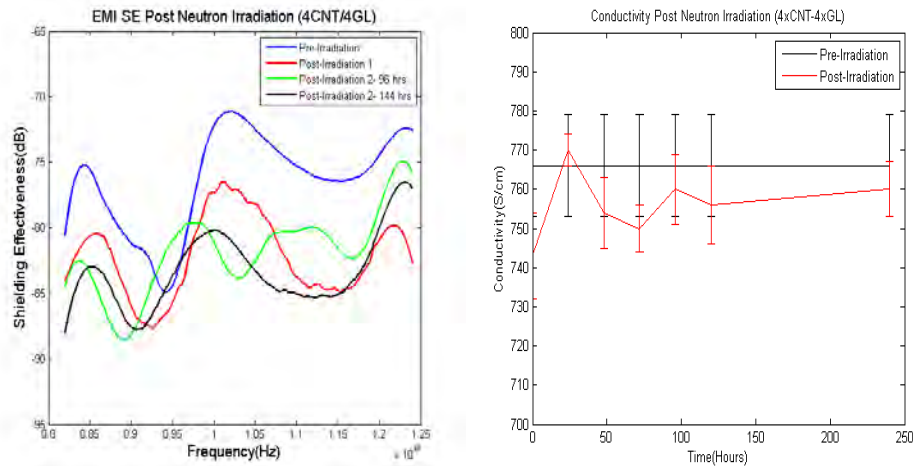 EMI SE Post Neutron Irradiation (4CNT/4GL)
Pre-Irradiation
Post-Irradiation 1
Post-Irradiation 2- 96 hrs
Post-Irradiation 2- 144 hrs
-65
-70
-75
-80
-85
-90
-95
Shielding Effectiveness(dB)
0.8 0.85 0.9 0.95 1.0 1.05 1.1 1.15 1.2 1.25
Frequency(Hz)
Conductivity Post Neutron Irradiation (4xCNT-4xGL)
Pre-Irradiation
Post-Irradiation
800
790
780
770
760
750
740
730
720
710
700
Conductivity(S/cm)
0 50 100 150 200 250
Time(Hours)